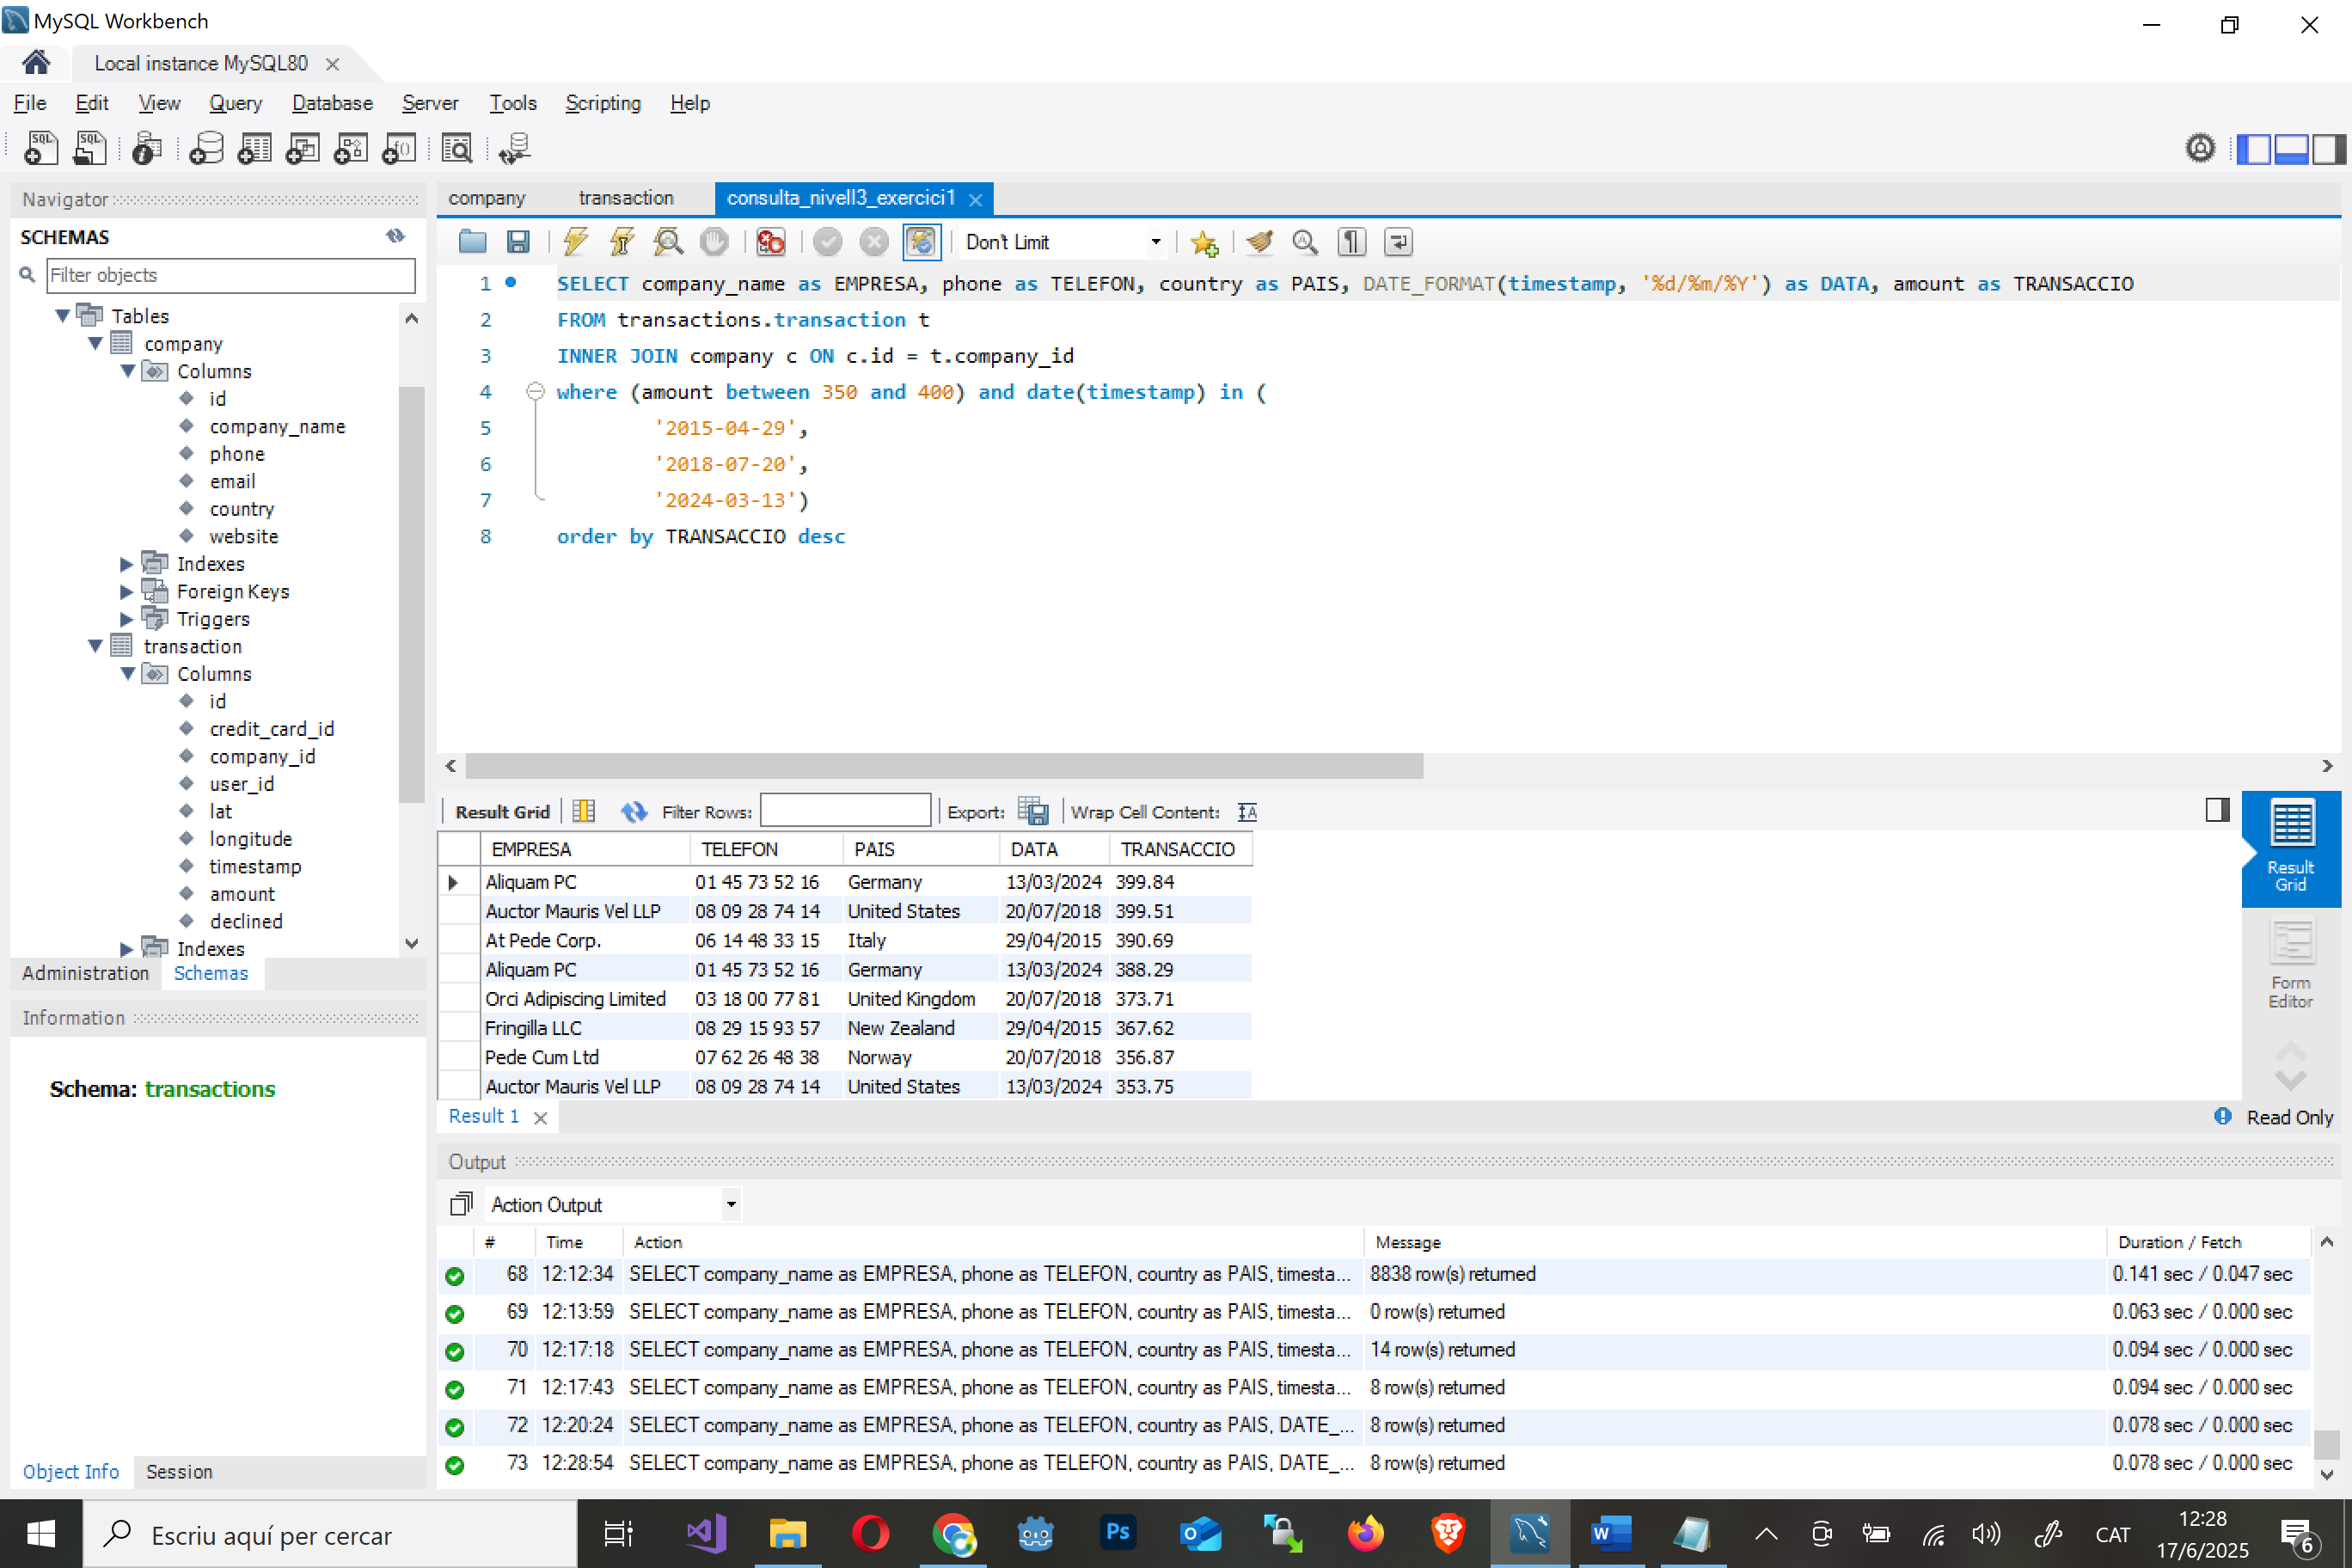 MySQL Workbench
Local instance MySQL80
File Edit View Query Database Server Tools Scripting Help
Navigator
SCHEMAS
Filter objects
Tables
company
Columns
id
company_name
phone
email
country
website
Indexes
Foreign Keys
Triggers
transaction
Columns
id
credit_card_id
company_id
user_id
lat
longitude
timestamp
amount
declined
Indexes
Administration Schemas
Information
Schema: transactions
Object Info Session
company transaction consulta_nivell3_exercici1
Don't Limit
1 SELECT company_name as EMPRESA, phone as TELEFON, country as PAIS, DATE_FORMAT(timestamp, '%d/%m/%Y') as DATA, amount as TRANSACCIO
2 FROM transactions.transaction t
3 INNER JOIN company c ON c.id = t.company_id
4 where (amount between 350 and 400) and date(timestamp) in (
5 '2015-04-29',
6 '2018-07-20',
7 '2024-03-13')
8 order by TRANSACCIO desc
Result Grid Filter Rows: Export: Wrap Cell Content:
EMPRESA TELEFON PAIS DATA TRANSACCIO
Aliquam PC 01 45 73 52 16 Germany 13/03/2024 399.84
Auctor Mauris Vel LLP 08 09 28 74 14 United States 20/07/2018 399.51
At Pede Corp. 06 14 48 33 15 Italy 29/04/2015 390.69
Aliquam PC 01 45 73 52 16 Germany 13/03/2024 388.29
Orci Adipiscing Limited 03 18 00 77 81 United Kingdom 20/07/2018 373.71
Fringilla LLC 08 29 15 93 57 New Zealand 29/04/2015 367.62
Pede Cum Ltd 07 62 26 48 38 Norway 20/07/2018 356.87
Auctor Mauris Vel LLP 08 09 28 74 14 United States 13/03/2024 353.75
Result Grid
Form Editor
Result 1
Read Only
Output
Action Output
# Time Action Message Duration / Fetch
68 12:12:34 SELECT company_name as EMPRESA, phone as TELEFON, country as PAIS, timesta... 8838 row(s) returned 0.141 sec / 0.047 sec
69 12:13:59 SELECT company_name as EMPRESA, phone as TELEFON, country as PAIS, timesta... 0 row(s) returned 0.063 sec / 0.000 sec
70 12:17:18 SELECT company_name as EMPRESA, phone as TELEFON, country as PAIS, timesta... 14 row(s) returned 0.094 sec / 0.000 sec
71 12:17:43 SELECT company_name as EMPRESA, phone as TELEFON, country as PAIS, timesta... 8 row(s) returned 0.094 sec / 0.000 sec
72 12:20:24 SELECT company_name as EMPRESA, phone as TELEFON, country as PAIS, DATE_... 8 row(s) returned 0.078 sec / 0.000 sec
73 12:28:54 SELECT company_name as EMPRESA, phone as TELEFON, country as PAIS, DATE_... 8 row(s) returned 0.078 sec / 0.000 sec
Escriu aquí per cercar
CAT
12:28
17/6/2025
6